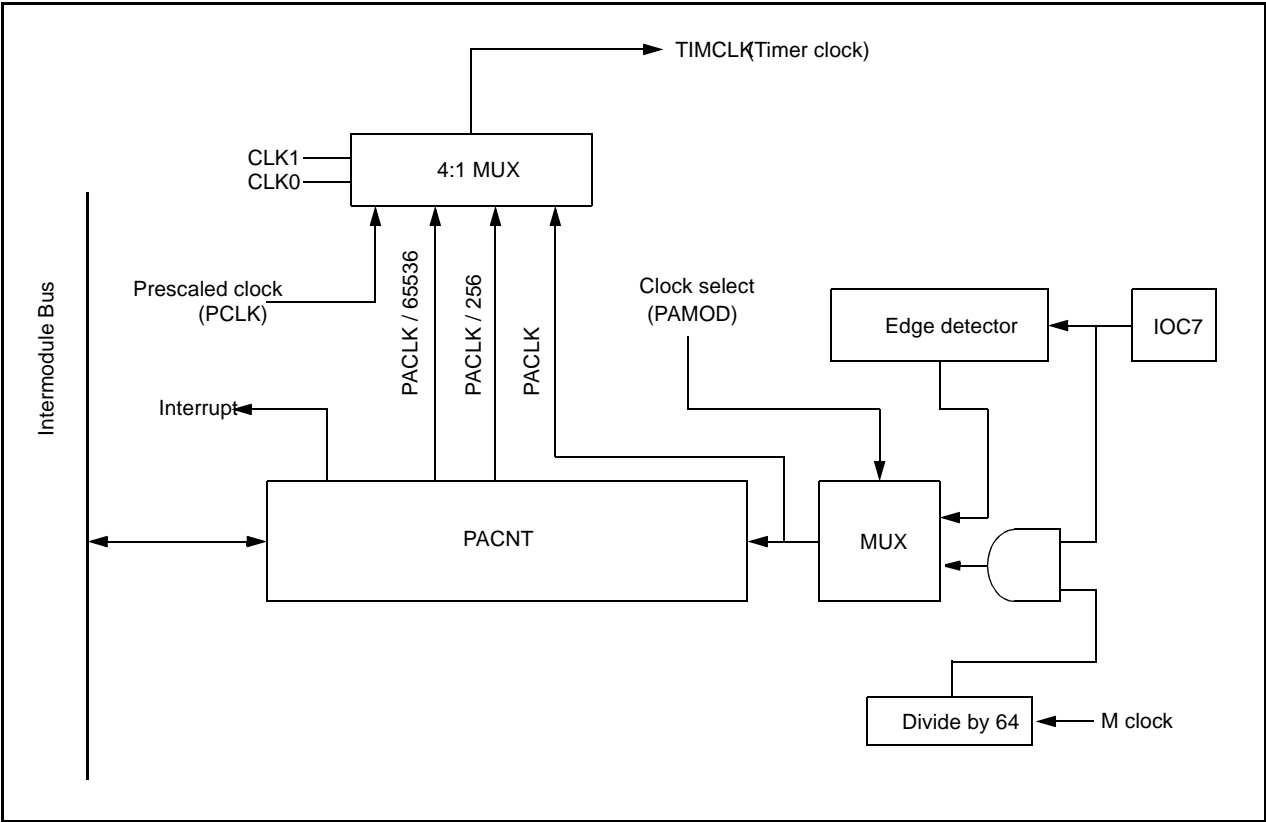 TIMCLK(Timer clock)
CLK1
CLK0
4:1 MUX
Prescaled clock
(PCLK)
PACLK / 65536
PACLK / 256
PACLK
Clock select
(PAMOD)
Edge detector
IOC7
Intermodule Bus
Interrupt
PACNT
MUX
Divide by 64
M clock